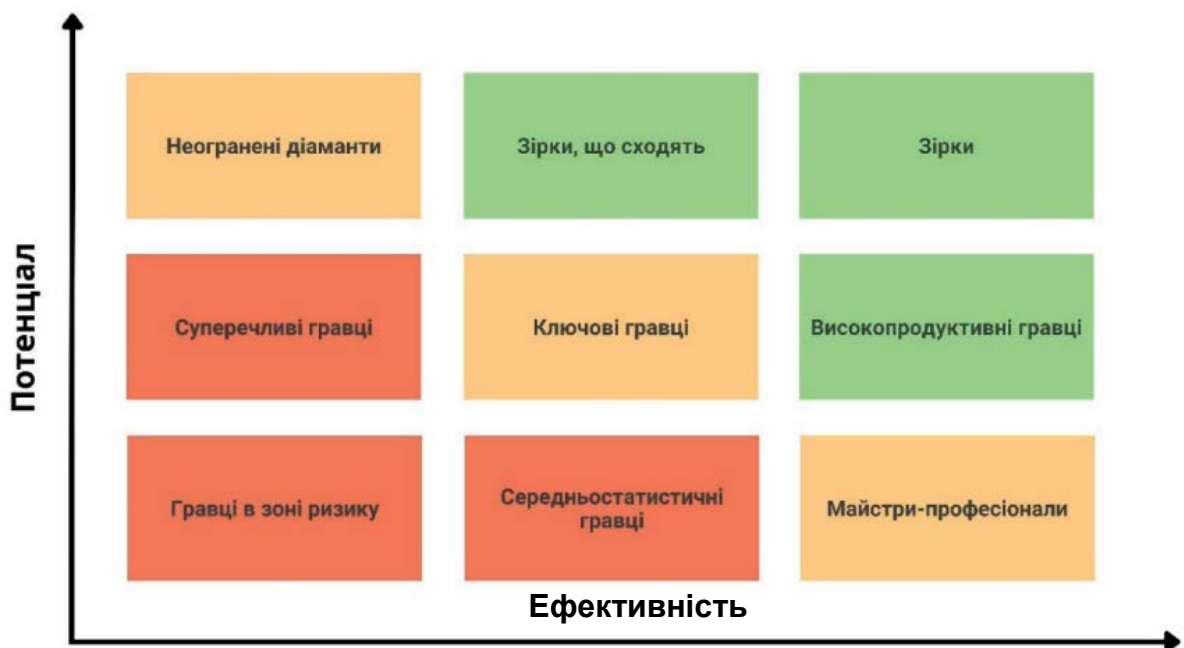 Потенціал
Неогранені діаманти
Зірки, що сходять
Зірки
Суперечливі гравці
Ключові гравці
Високопродуктивні гравці
Гравці в зоні ризику
Середньостатистичні
гравці
Майстри-професіонали
Ефективність